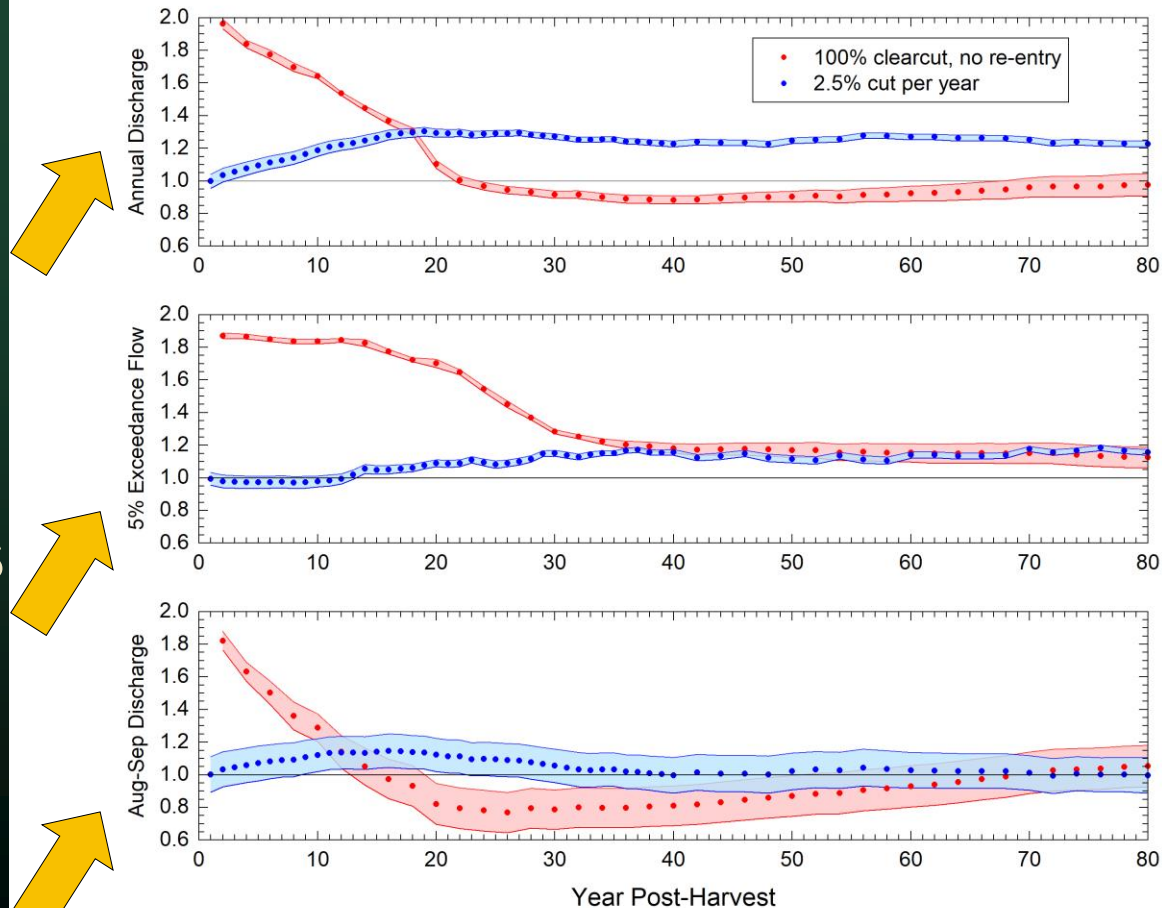 Annual Discharge
2.0
1.8
1.6
1.4
1.2
1.0
0.8
0.6
100% clearcut, no re-entry
2.5% cut per year
0 10 20 30 40 50 60 70 80
5% Exceedance Flow
2.0
1.8
1.6
1.4
1.2
1.0
0.8
0.6
0 10 20 30 40 50 60 70 80
Aug-Sep Discharge
2.0
1.8
1.6
1.4
1.2
1.0
0.8
0.6
0 10 20 30 40 50 60 70 80
Year Post-Harvest